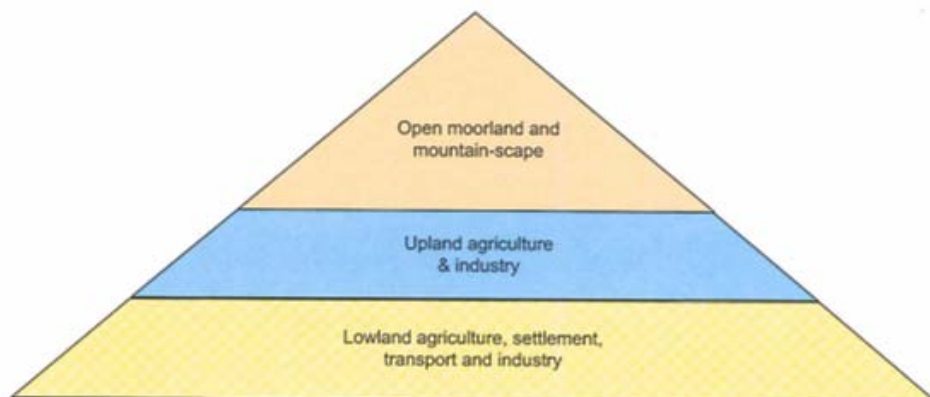 Open moorland and
mountain-scape
Upland agriculture
& industry
Lowland agriculture, settlement,
transport and industry